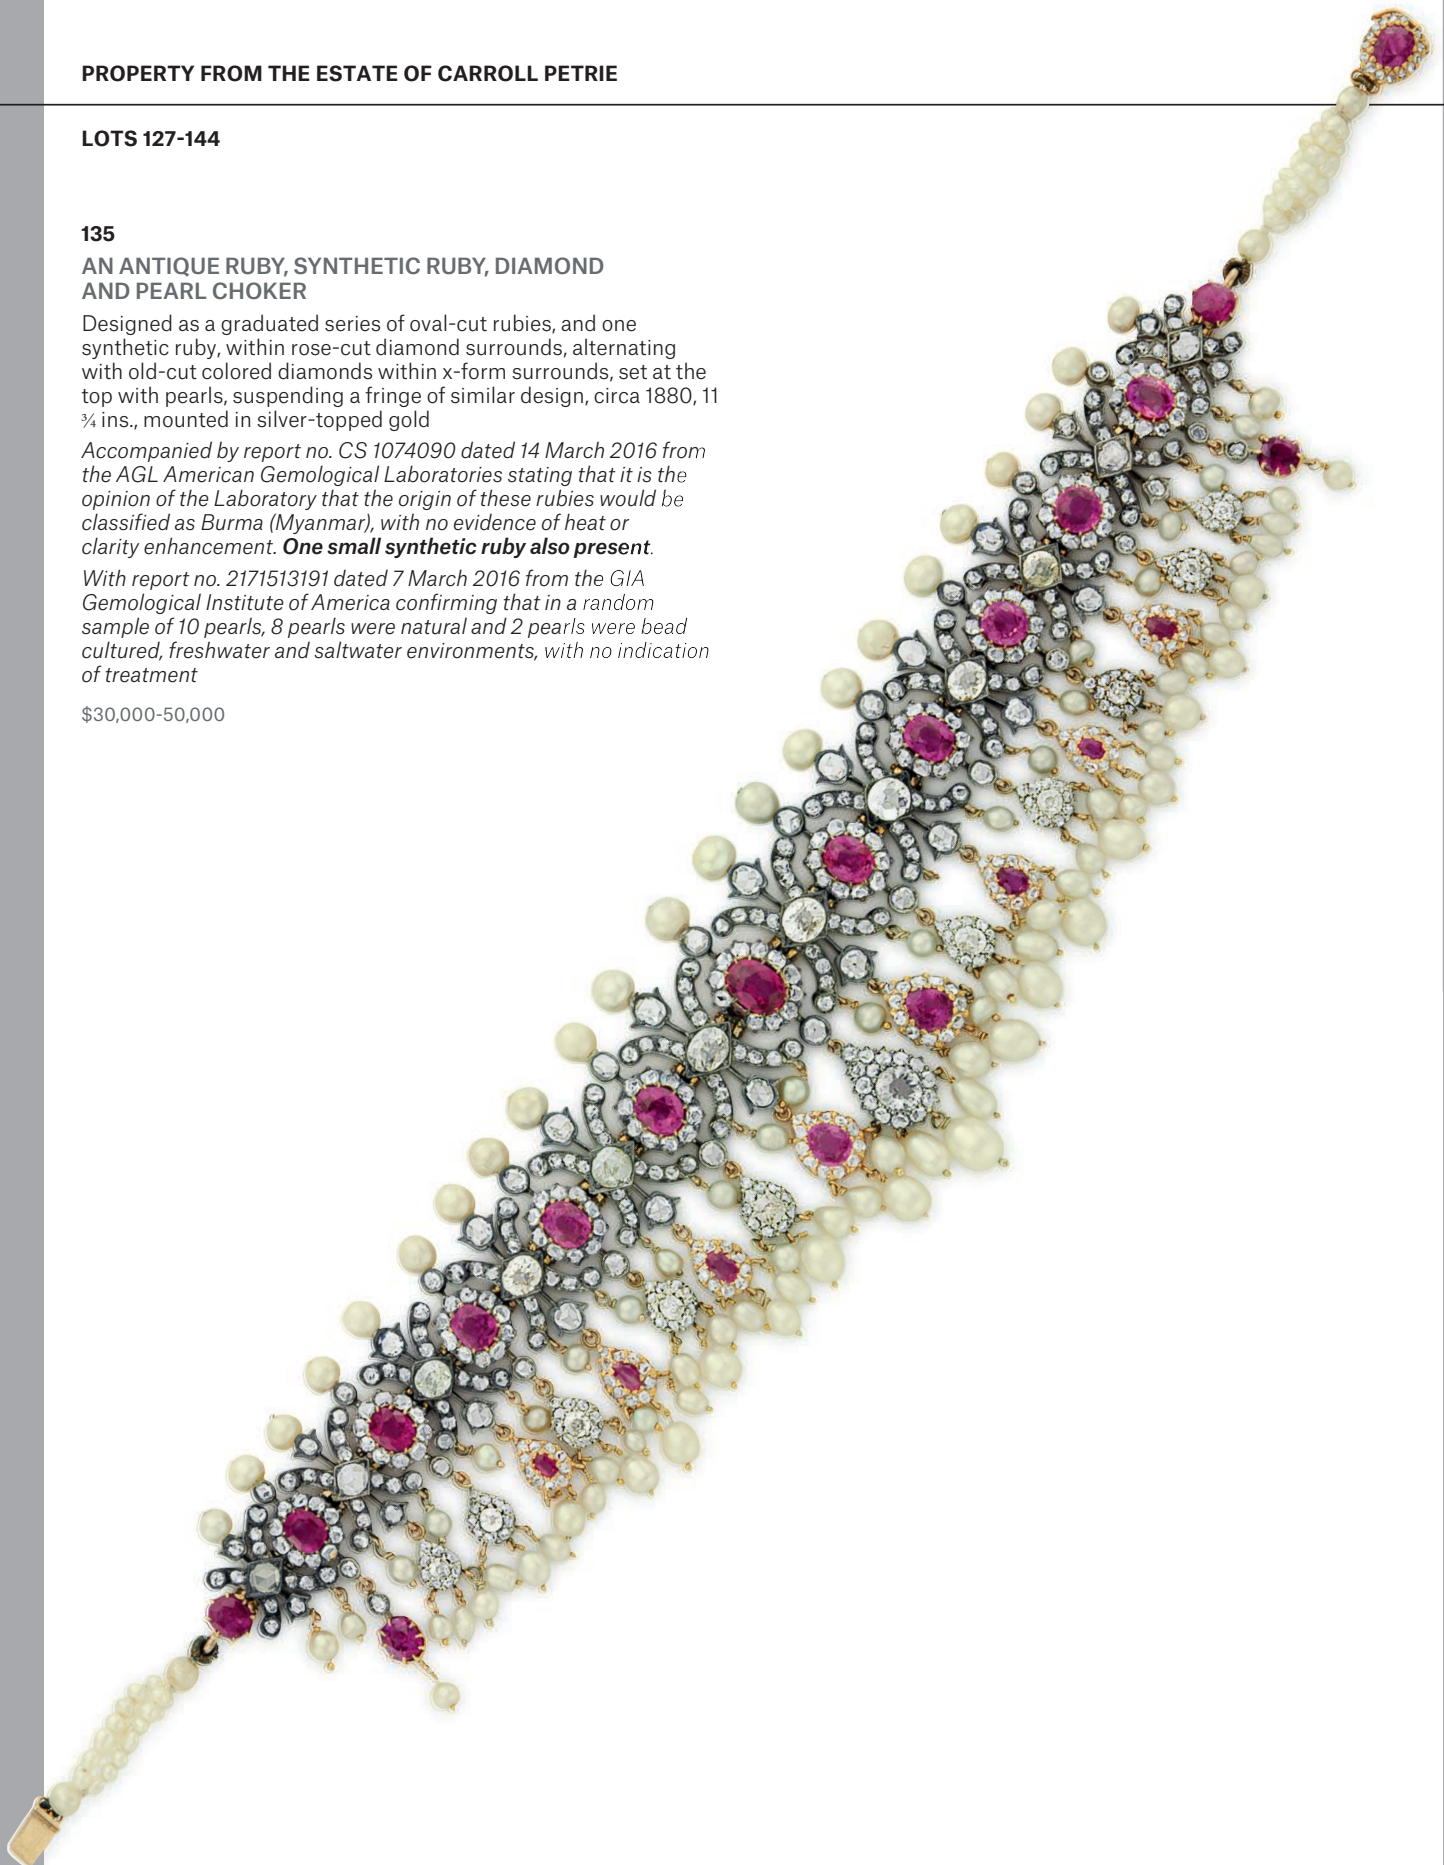 PROPERTY FROM THE ESTATE OF CARROLL PETRIE
LOTS 127-144
135
AN ANTIQUE RUBY, SYNTHETIC RUBY, DIAMOND
AND PEARL CHOKER
Designed as a graduated series of oval-cut rubies, and one
synthetic ruby, within rose-cut diamond surrounds, alternating
with old-cut colored diamonds within x-form surrounds, set at the
top with pearls, suspending a fringe of similar design, circa 1880, 11
¾ ins., mounted in silver-topped gold
Accompanied by report no. CS 1074090 dated 14 March 2016 from
the AGL American Gemological Laboratories stating that it is the
opinion of the Laboratory that the origin of these rubies would be
classified as Burma (Myanmar), with no evidence of heat or
clarity enhancement. One small synthetic ruby also present.
With report no. 2171513191 dated 7 March 2016 from the GIA
Gemological Institute of America confirming that in a random
sample of 10 pearls, 8 pearls were natural and 2 pearls were bead
cultured, freshwater and saltwater environments, with no indication
of treatment
$30,000-50,000